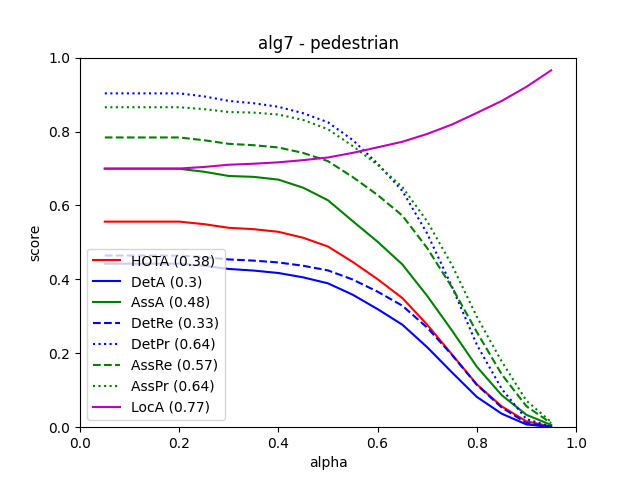 alg7 - pedestrian
1.0
0.8
0.6
0.4
0.2
0.0
score
HOTA (0.38)
DetA (0.3)
AssA (0.48)
DetRe (0.33)
DetPr (0.64)
AssRe (0.57)
AssPr (0.64)
LocA (0.77)
0.0 0.2 0.4 0.6 0.8 1.0
alpha